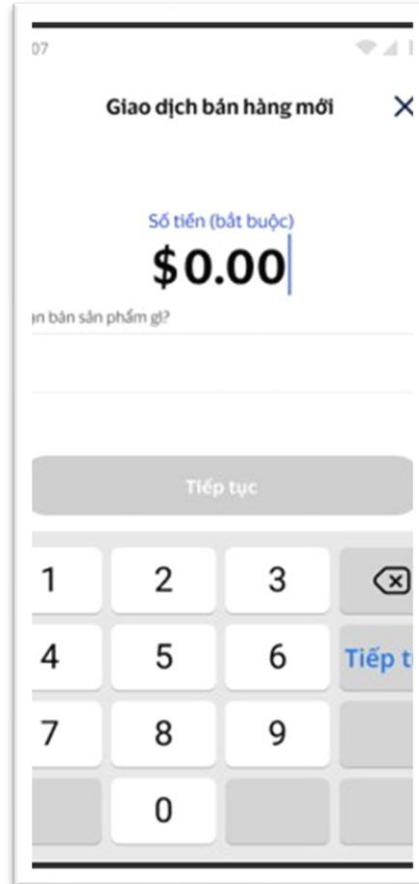 07
Giao dịch bán hàng mới
Số tiền (bắt buộc)
$0.00
bán sản phẩm gì?
Tiếp tục
1 2 3
4 5 6 Tiếp
7 8 9
0